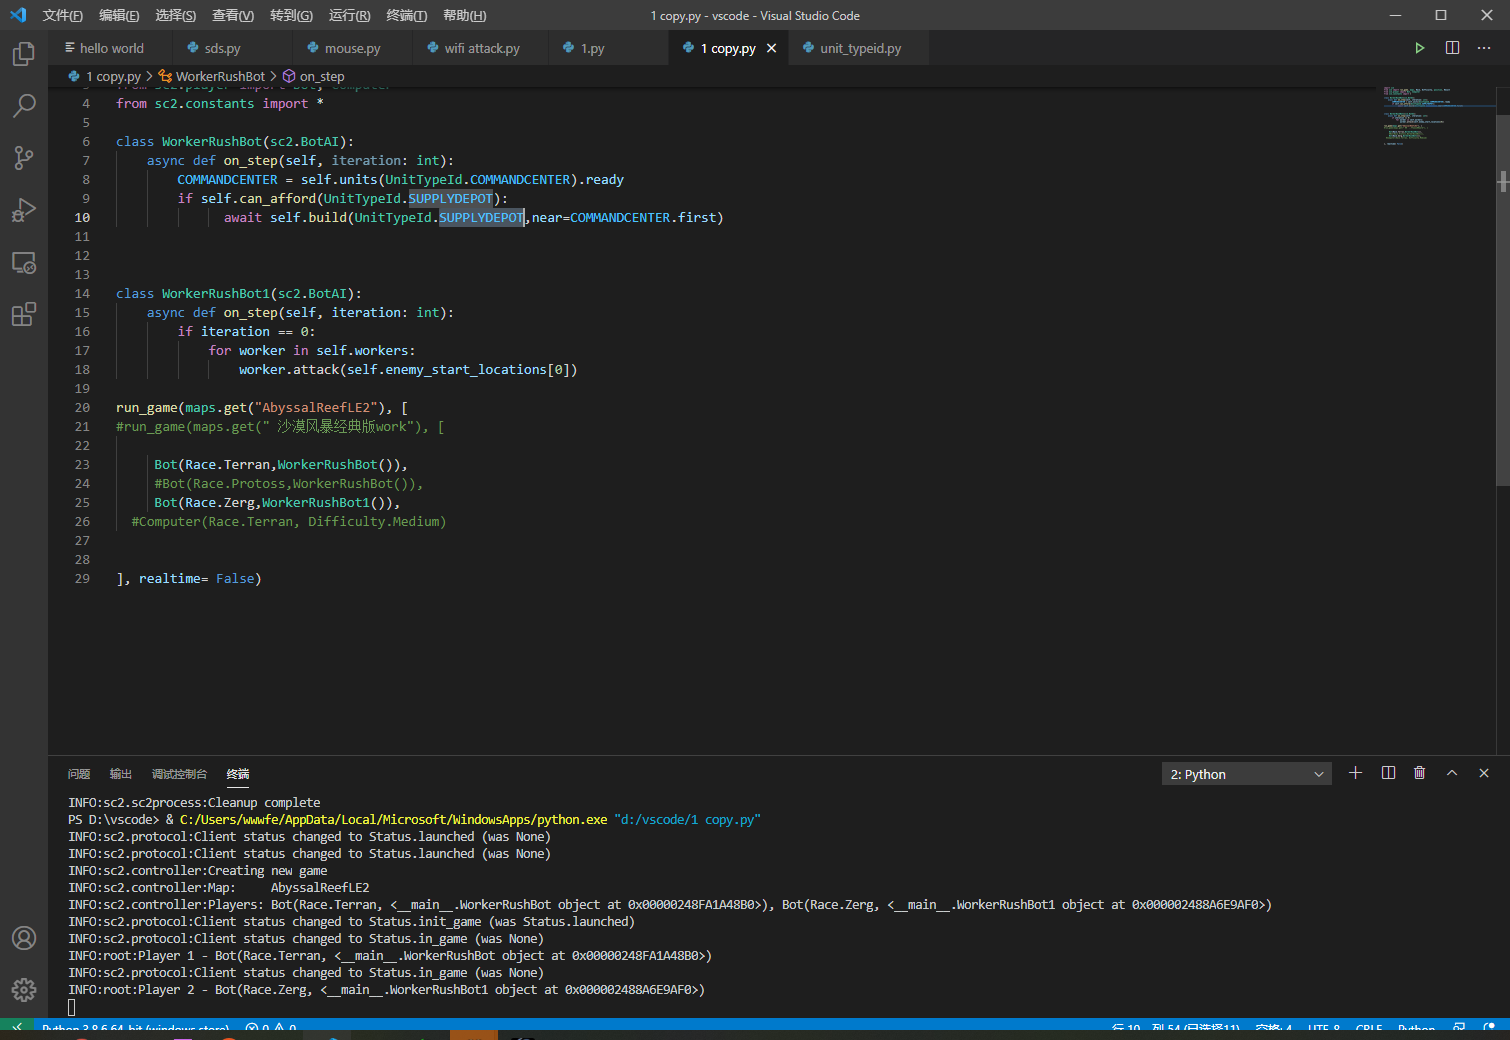 文件(F) 编辑(E) 选择(S) 查看(V) 转到(G) 运行(R) 终端(T) 帮助(H) 1 copy.py - vscode - Visual Studio Code
hello world sds.py mouse.py wifi attack.py 1.py 1 copy.py unit_typeid.py
1 copy.py > WorkerRushBot > on_step
4 from sc2.constants import *
5
6 class WorkerRushBot(sc2.BotAI):
7 async def on_step(self, iteration: int):
8 COMMANDCENTER = self.units(UnitTypeId.COMMANDCENTER).ready
9 if self.can_afford(UnitTypeId.SUPPLYDEPOT):
10 await self.build(UnitTypeId.SUPPLYDEPOT,near=COMMANDCENTER.first)
11
12
13
14 class WorkerRushBot1(sc2.BotAI):
15 async def on_step(self, iteration: int):
16 if iteration == 0:
17 for worker in self.workers:
18 worker.attack(self.enemy_start_locations[0])
19
20 run_game(maps.get("AbyssalReefLE2"), [
21 #run_game(maps.get(" 沙漠风暴经典版work"), [
22
23 Bot(Race.Terran,WorkerRushBot()),
24 #Bot(Race.Protoss,WorkerRushBot()),
25 Bot(Race.Zerg,WorkerRushBot1()),
26 #Computer(Race.Terran, Difficulty.Medium)
27
28
29 ], realtime= False)
问题 输出 调试控制台 终端 2: Python
INFO:sc2.sc2process:Cleanup complete
PS D:\vscode> & C:/Users/wwwfe/AppData/Local/Microsoft/WindowsApps/python.exe "d:/vscode/1 copy.py"
INFO:sc2.protocol:Client status changed to Status.launched (was None)
INFO:sc2.protocol:Client status changed to Status.launched (was None)
INFO:sc2.controller:Creating new game
INFO:sc2.controller:Map: AbyssalReefLE2
INFO:sc2.controller:Players: Bot(Race.Terran, <__main__.WorkerRushBot object at 0x00000248FA1A48B0>), Bot(Race.Zerg, <__main__.WorkerRushBot1 object at 0x000002488A6E9AF0>)
INFO:sc2.protocol:Client status changed to Status.init_game (was Status.launched)
INFO:sc2.protocol:Client status changed to Status.in_game (was None)
INFO:root:Player 1 - Bot(Race.Terran, <__main__.WorkerRushBot object at 0x00000248FA1A48B0>)
INFO:sc2.protocol:Client status changed to Status.in_game (was None)
INFO:root:Player 2 - Bot(Race.Zerg, <__main__.WorkerRushBot1 object at 0x000002488A6E9AF0>)
Python 3.8.6 64-bit (windows store) 0 0 行 10, 列 54 (已选择11) 空格: 4 UTF-8 CRLF Python